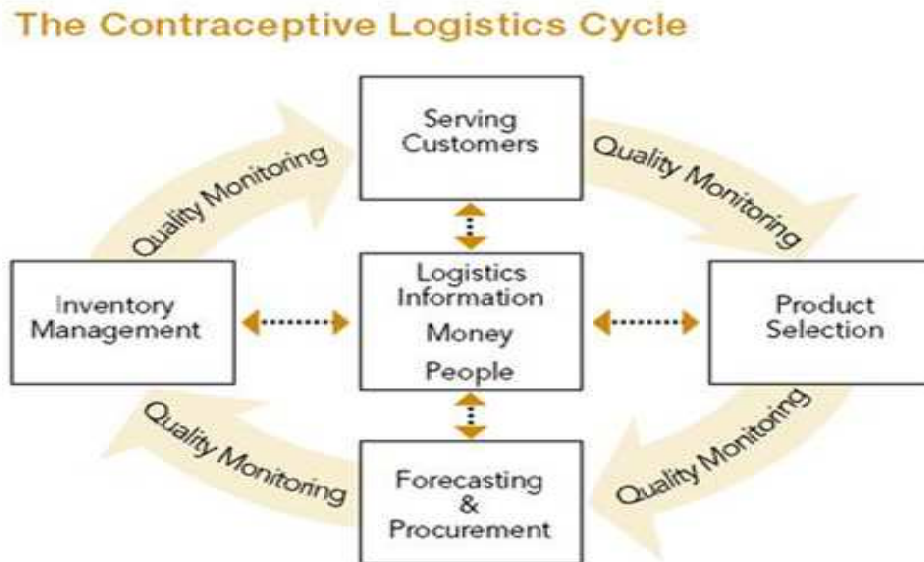 The Contraceptive Logistics Cycle
Serving
Customers
Quality Monitoring
Quality Monitoring
Inventory
Management
Logistics
Information
Money
People
Product
Selection
Quality Monitoring
Quality Monitoring
Forecasting
&
Procurement